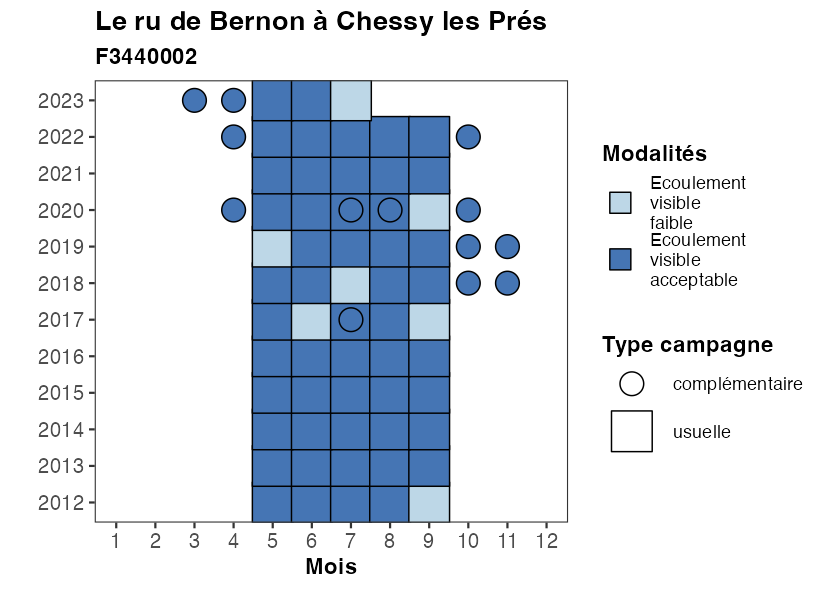 Le ru de Bernon à Chessy les Prés
F3440002
2023
2022
2021
2020
2019
2018
2017
2016
2015
2014
2013
2012
1 2 3 4 5 6 7 8 9 10 11 12
Mois
Modalités
Ecoulement
visible
faible
Ecoulement
visible
acceptable
Type campagne
complémentaire
usuelle